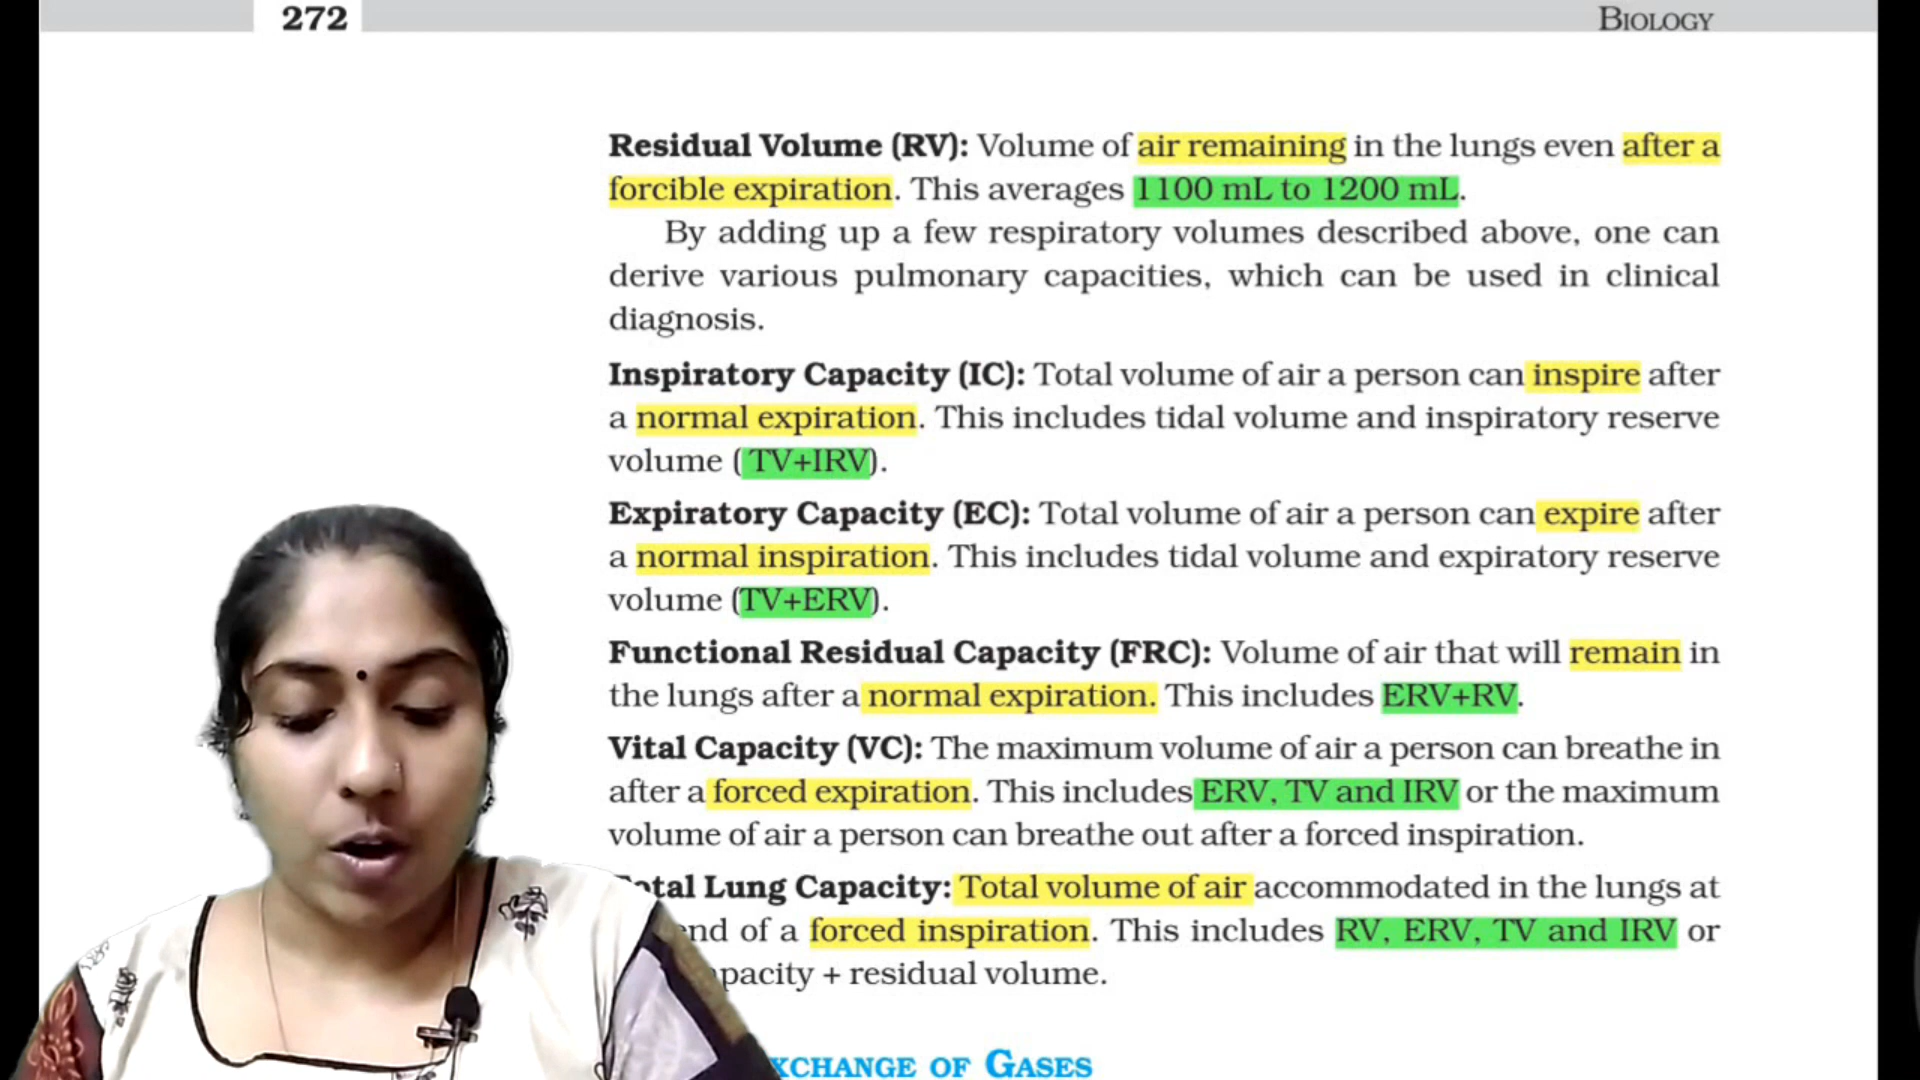 272
BIOLOGY
Residual Volume (RV): Volume of air remaining in the lungs even after a
forcible expiration. This averages 1100 mL to 1200 mL.
By adding up a few respiratory volumes described above, one can
derive various pulmonary capacities, which can be used in clinical
diagnosis.
Inspiratory Capacity (IC): Total volume of air a person can inspire after
a normal expiration. This includes tidal volume and inspiratory reserve
volume ( TV+IRV).
Expiratory Capacity (EC): Total volume of air a person can expire after
a normal inspiration. This includes tidal volume and expiratory reserve
volume (TV+ERV).
Functional Residual Capacity (FRC): Volume of air that will remain in
the lungs after a normal expiration. This includes ERV+RV.
Vital Capacity (VC): The maximum volume of air a person can breathe in
after a forced expiration. This includes ERV, TV and IRV or the maximum
volume of air a person can breathe out after a forced inspiration.
Lung Capacity: Total volume of air accommodated in the lungs at
of a forced inspiration. This includes RV, ERV, TV and IRV or
+ residual volume.
OF GASES